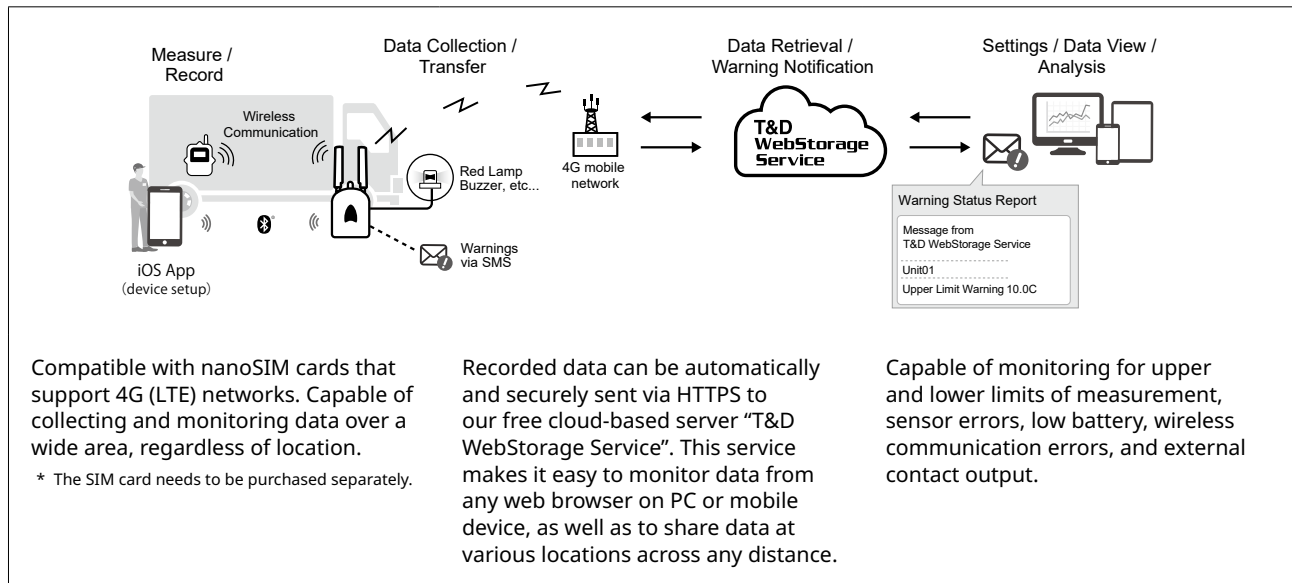 Measure /
Record
Data Collection /
Transfer
Data Retrieval /
Warning Notification
Settings / Data View /
Analysis
Wireless
Communication
Red Lamp
Buzzer, etc...
4G mobile
network
T&D
WebStorage
Service
Warnings
via SMS
iOS App
(device setup)
Warning Status Report
Message from
T&D WebStorage Service
Unit01
Upper Limit Warning 10.0C
Compatible with nanoSIM cards that
support 4G (LTE) networks. Capable of
collecting and monitoring data over a
wide area, regardless of location.
* The SIM card needs to be purchased separately.
Recorded data can be automatically
and securely sent via HTTPS to
our free cloud-based server “T&D
WebStorage Service”. This service
makes it easy to monitor data from
any web browser on PC or mobile
device, as well as to share data at
various locations across any distance.
Capable of monitoring for upper
and lower limits of measurement,
sensor errors, low battery, wireless
communication errors, and external
contact output.